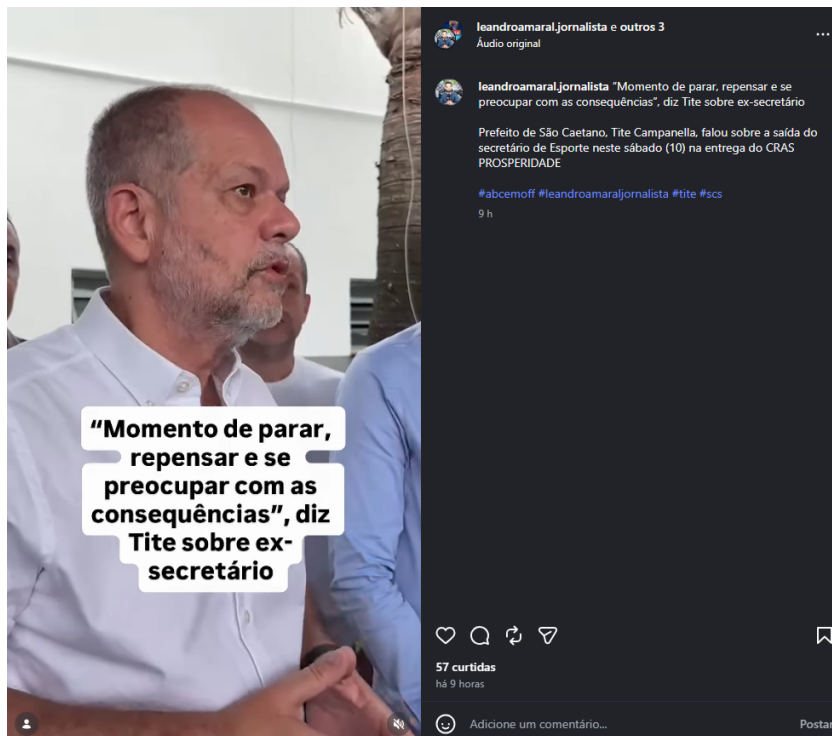 “Momento de parar,
repensar e se
preocupar com as
consequências”, diz
Tite sobre ex-
secretário
leandroamaral.jornalista e outros 3
Áudio original
leandroamaral.jornalista “Momento de parar, repensar e se
preocupar com as consequências”, diz Tite sobre ex-secretário
Prefeito de São Caetano, Tite Campanella, falou sobre a saída do
secretário de Esporte neste sábado (10) na entrega do CRAS
PROSPERIDADE
#abcemoff #leandroamaraljornalista #tite #scs
9 h
57 curtidas
há 9 horas
Adicione um comentário...
Postar